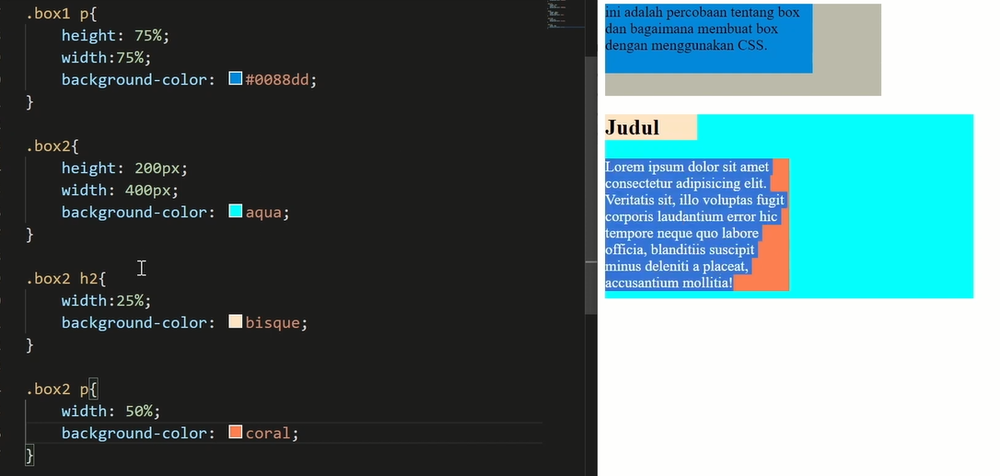 .box1 p{
height: 75%;
width:75%;
background-color: #0088dd;
}
.box2{
height: 200px;
width: 400px;
background-color: aqua;
}
.box2 h2{
width:25%;
background-color: bisque;
}
.box2 p{
width: 50%;
background-color: coral;
}
ini adalah percobaan tentang box
dan bagaimana membuat box
dengan menggunakan CSS.
Judul
Lorem ipsum dolor sit amet
consectetur adipisicing elit.
Veritatis sit, illo voluptas fugit
corporis laudantium error hic
tempore neque quo labore
officia, blanditiis suscipit
minus deleniti a placeat,
accusantium mollitia!